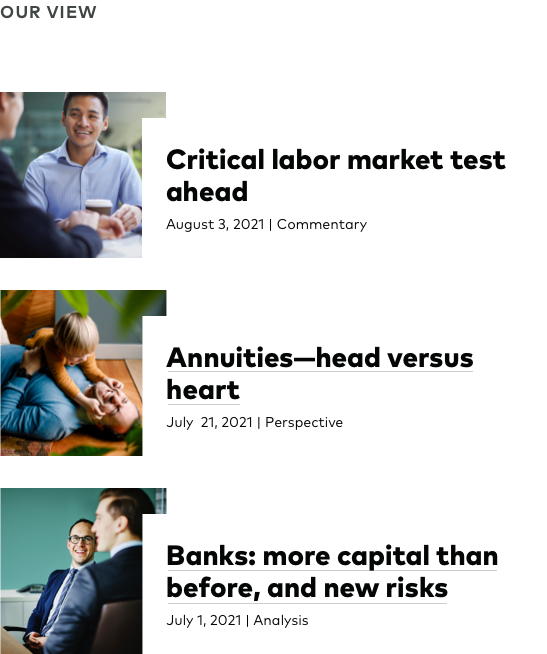 OUR VIEW
Critical labor market test
ahead
August 3, 2021 | Commentary
Annuities—head versus
heart
July  21, 2021 | Perspective
Banks: more capital than
before, and new risks
July 1, 2021 | Analysis